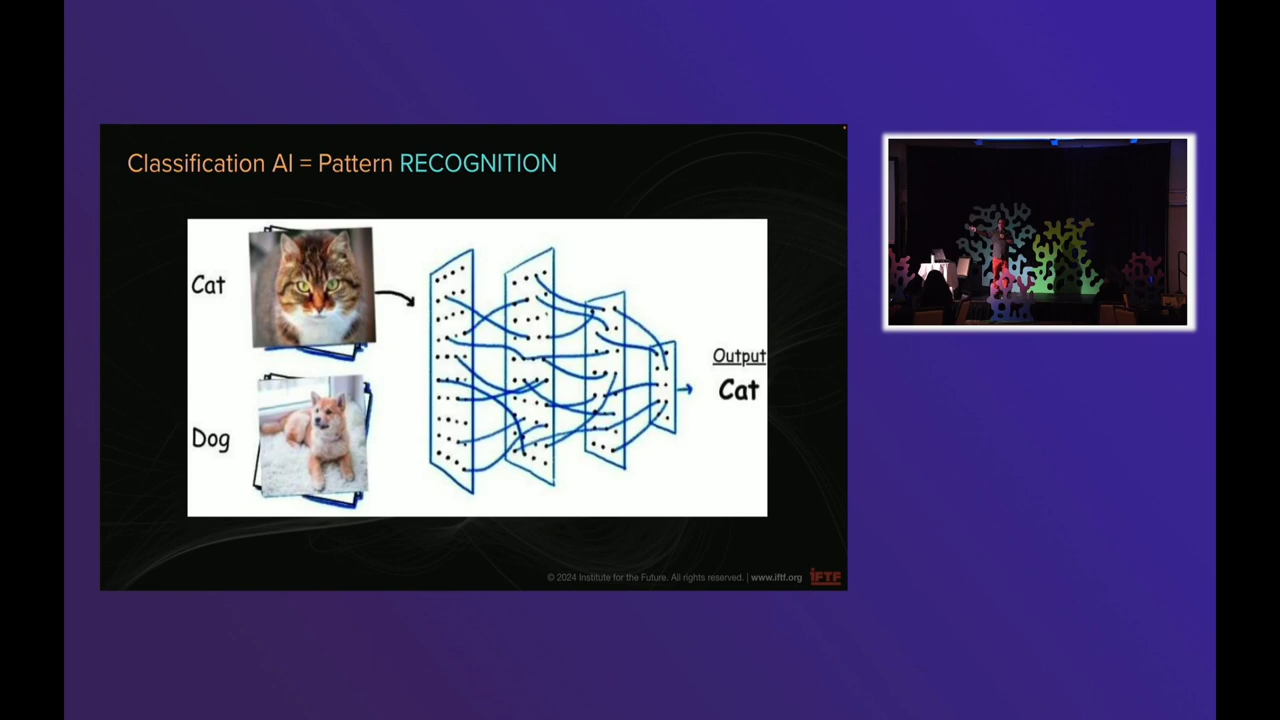 Classification AI = Pattern RECOGNITION
Cat
Dog
Output
Cat
© 2024 Institute for the Future. All rights reserved. | www.iftf.org
IFTF